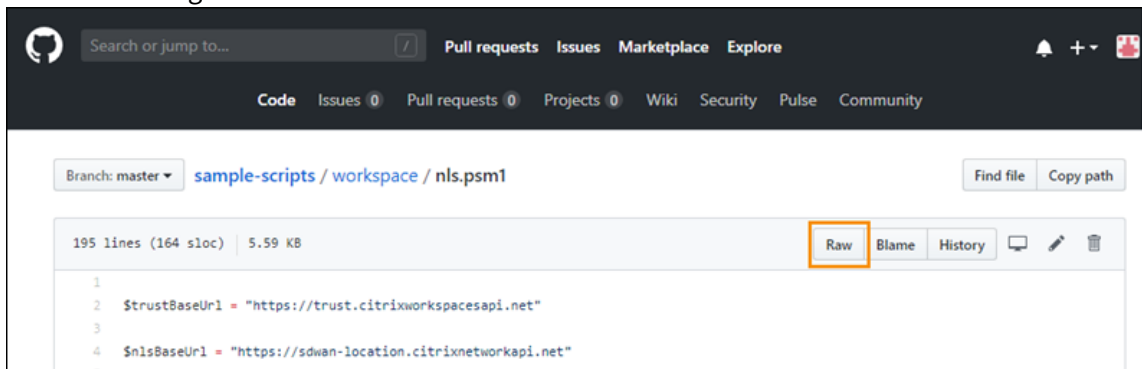 Search or jump to... / Pull requests Issues Marketplace Explore
Code Issues 0 Pull requests 0 Projects 0 Wiki Security Pulse Community
Branch: master sample-scripts / workspace / nls.psm1 Find file Copy path
195 lines (164 sloc) 5.59 KB Raw Blame History
1
2 $trustBaseUrl = "https://trust.citrixworkspacesapi.net"
3
4 $nlsBaseUrl = "https://sdwan-location.citrixnetworkapi.net"